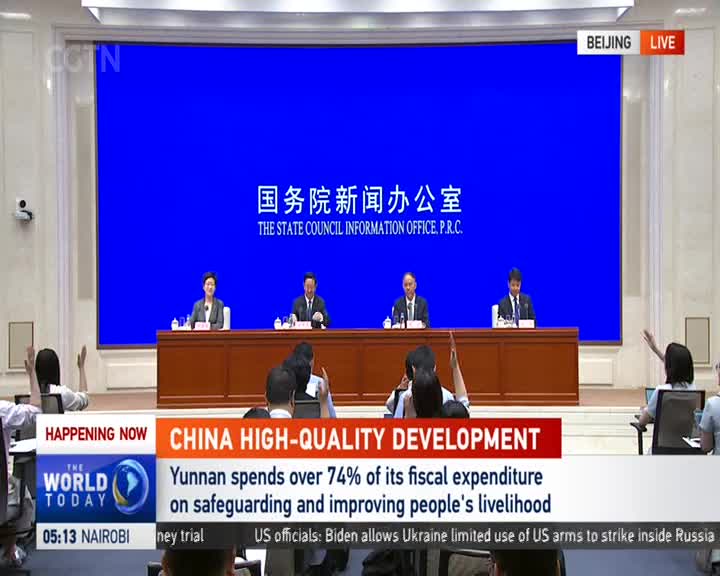 CGTN
BEIJING LIVE
国务院新闻办公室
THE STATE COUNCIL INFORMATION OFFICE, P.R.C.
HAPPENING NOW
CHINA HIGH-QUALITY DEVELOPMENT
THE WORLD TODAY
Yunnan spends over 74% of its fiscal expenditure
on safeguarding and improving people's livelihood
05:13 NAIROBI
ney trial US officials: Biden allows Ukraine limited use of US arms to strike inside Russia